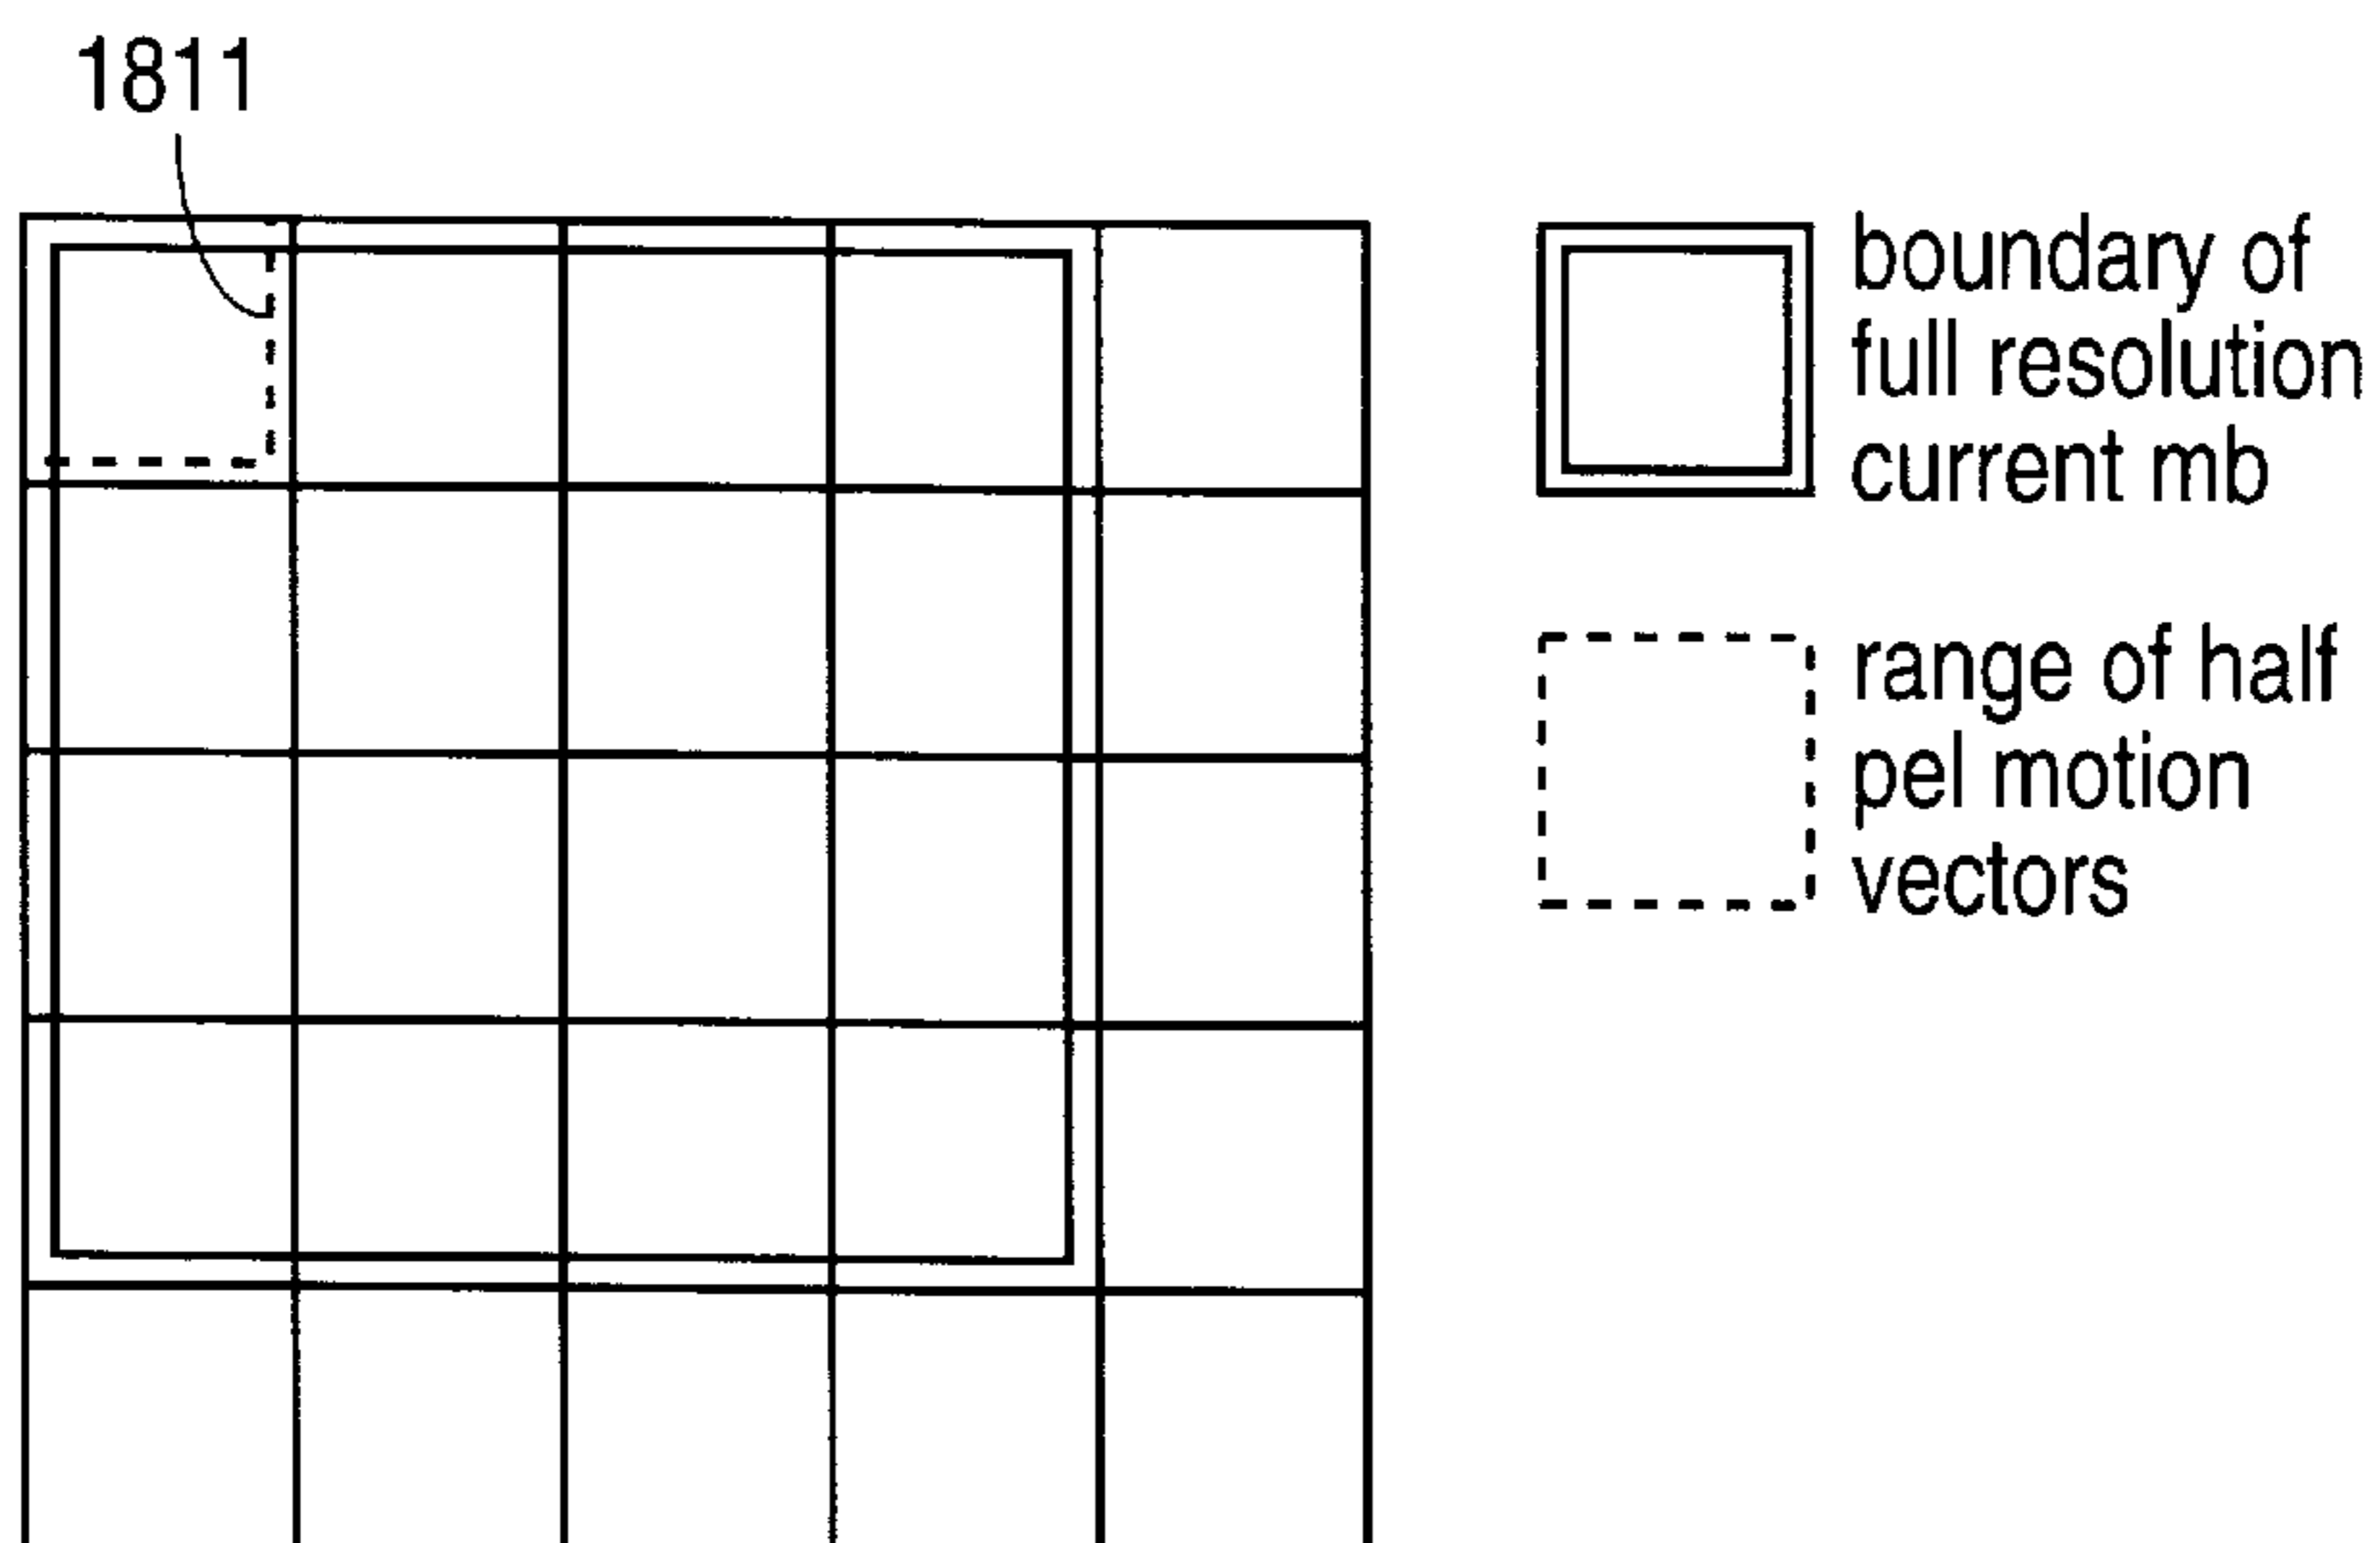 1811
boundary of
full resolution
current mb
range of half
pel motion
vectors